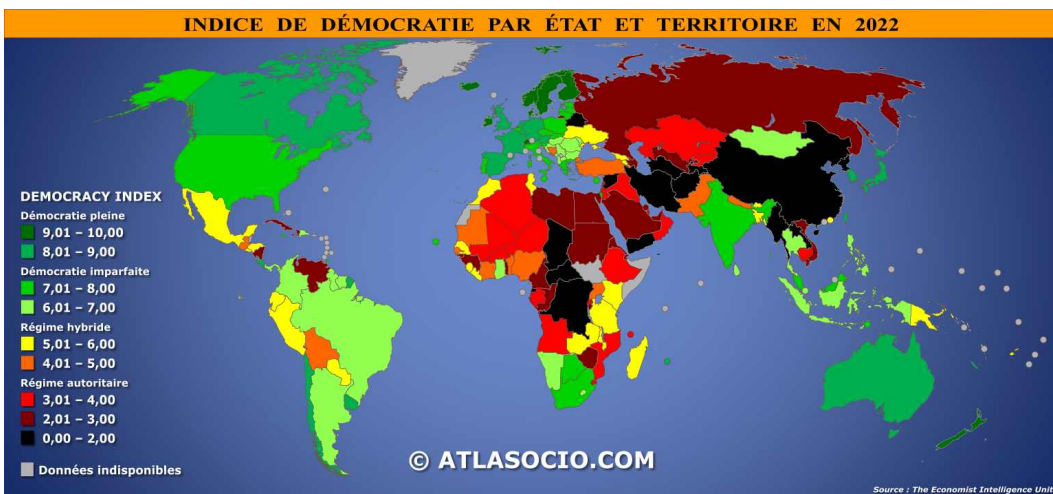 INDICE DE DÉMOCRATIE PAR ÉTAT ET TERRITOIRE EN 2022
DEMOCRACY INDEX
Démocratie pleine
9,01 – 10,00
8,01 – 9,00
Démocratie imparfaite
7,01 – 8,00
6,01 – 7,00
Régime hybride
5,01 – 6,00
4,01 – 5,00
Régime autoritaire
3,01 – 4,00
2,01 – 3,00
0,00 – 2,00
Données indisponibles
© ATLASOCIO.COM
Source : The Economist Intelligence Unit